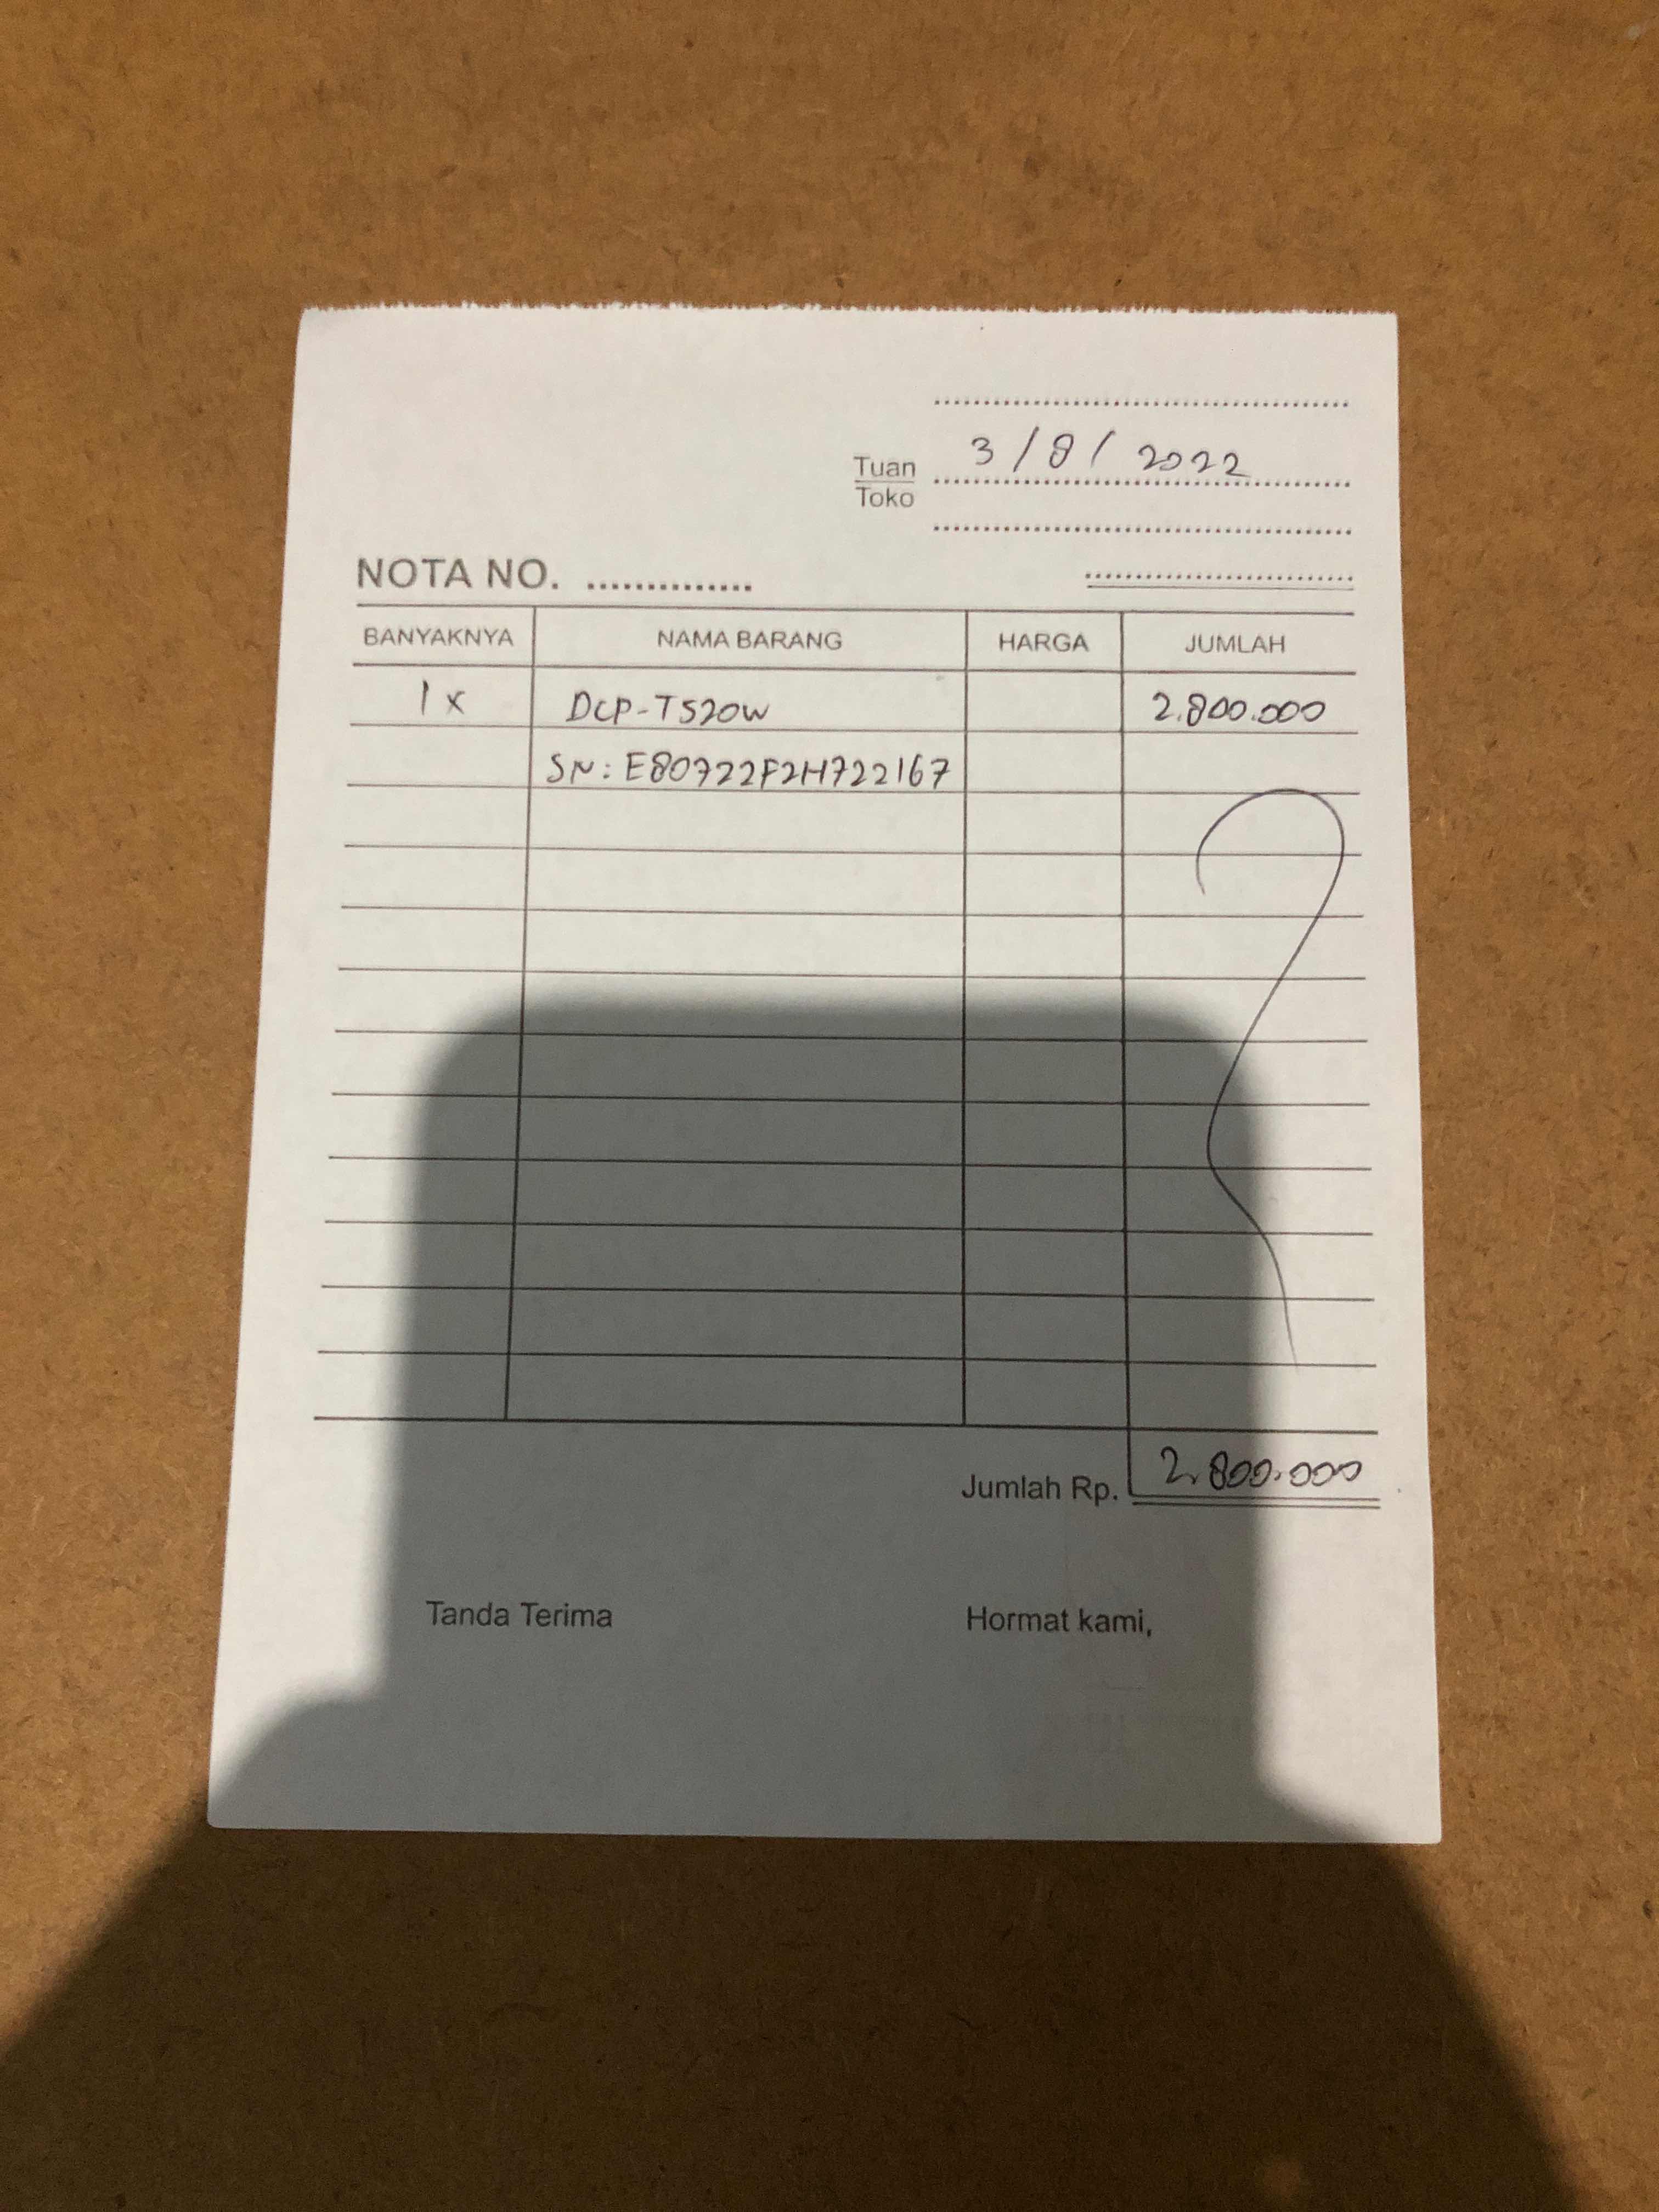 3/8/2022
Tuan
Toko
NOTA NO. ..............
BANYAKNYA NAMA BARANG HARGA JUMLAH
1x DCP-T520W 2.800.000
SN: E80722F2H722167
Jumlah Rp. 2.800.000
Tanda Terima Hormat kami,